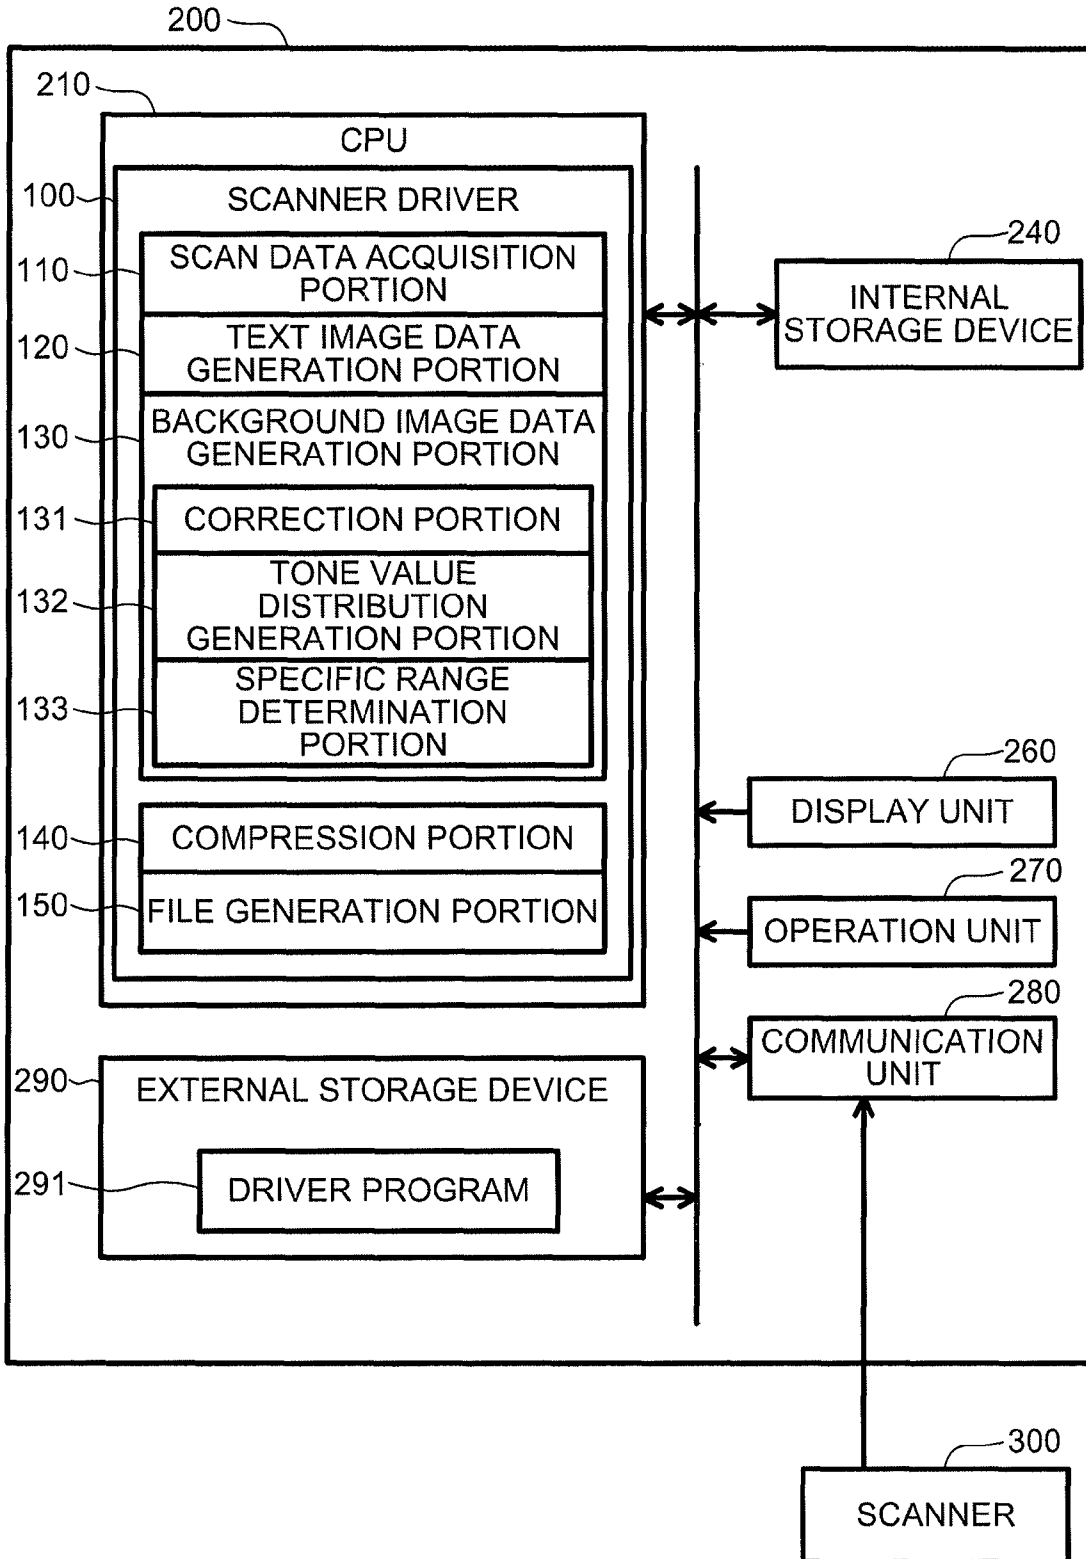 200
210
CPU
100
SCANNER DRIVER
110
SCAN DATA ACQUISITION
PORTION
120
TEXT IMAGE DATA
GENERATION PORTION
130
BACKGROUND IMAGE DATA
GENERATION PORTION
131
CORRECTION PORTION
132
TONE VALUE
DISTRIBUTION
GENERATION PORTION
133
SPECIFIC RANGE
DETERMINATION
PORTION
140
COMPRESSION PORTION
150
FILE GENERATION PORTION
290
EXTERNAL STORAGE DEVICE
291
DRIVER PROGRAM
240
INTERNAL
STORAGE DEVICE
260
DISPLAY UNIT
270
OPERATION UNIT
280
COMMUNICATION
UNIT
300
SCANNER